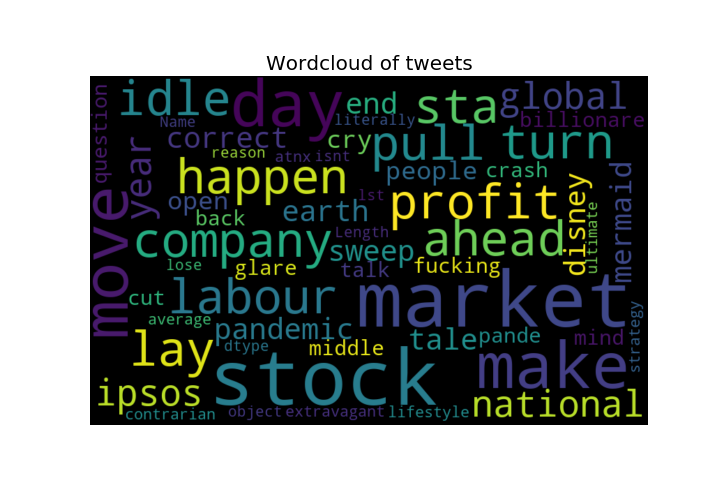 Wordcloud of tweets
question
idle
day
end
sta
global
billionare
Name
literally
correct
cry
pull
turn
year
reason
atnx
isnt
people
crash
happen
lst
profit
disney
ultimate
mermaid
open
back
earth
move
company
Length
sweep
ahead
lose
glare
talk
fucking
cut
labour
market
average
pandemic
tale
pande
mind
strategy
lay
dtype
middle
stock
make
ipsos
national
contrarian
object
extravagant
lifestyle